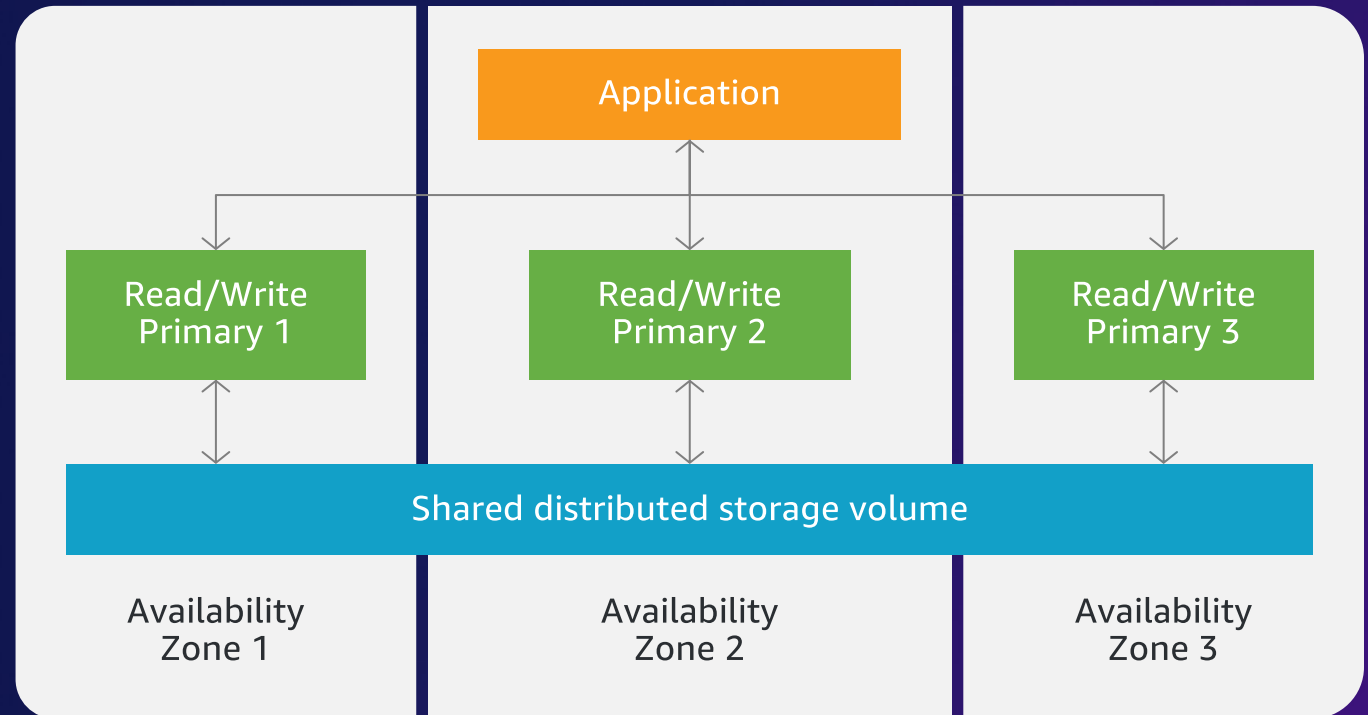 Application
Read/Write
Primary 1
Read/Write
Primary 2
Read/Write
Primary 3
Shared distributed storage volume
Availability
Zone 1
Availability
Zone 2
Availability
Zone 3